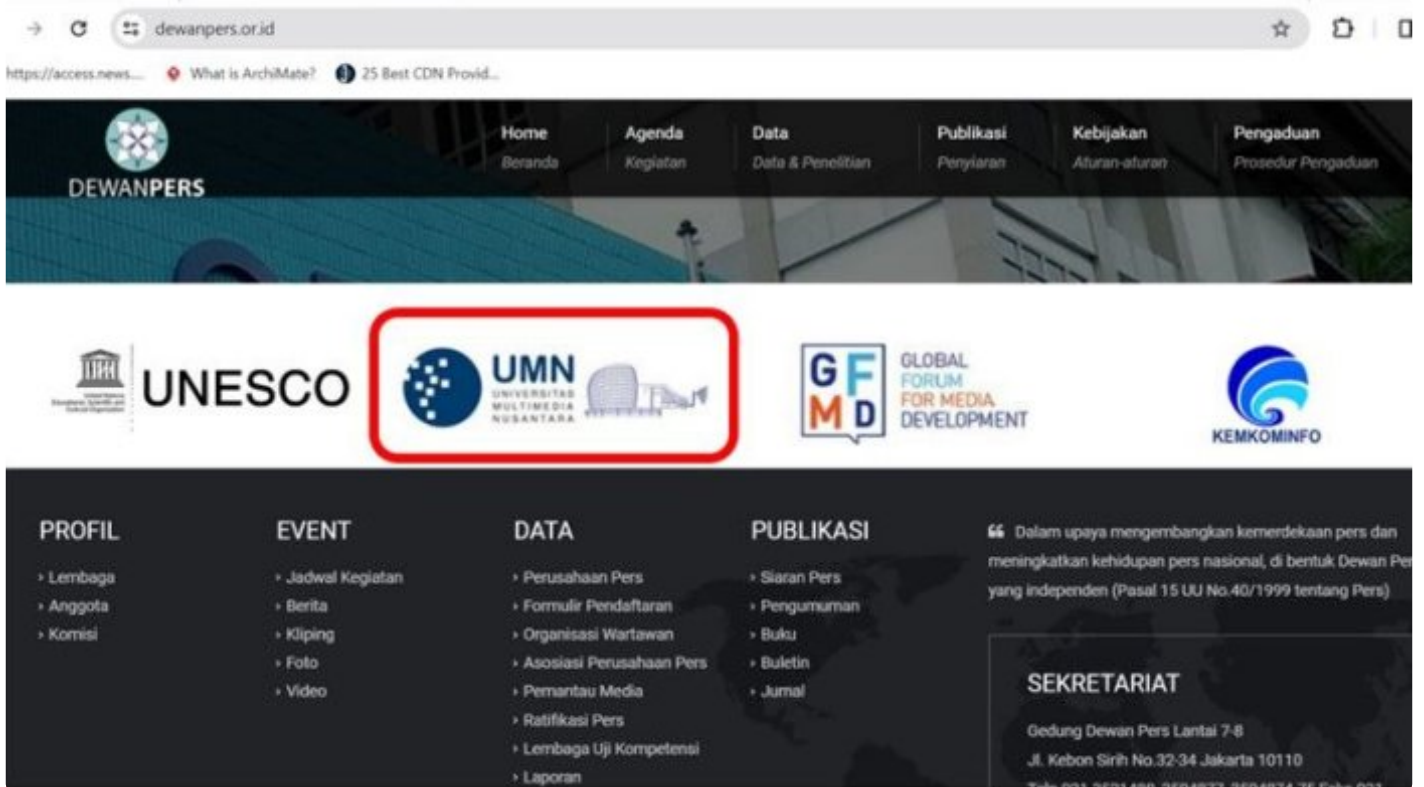 dewanpers.or.id
https://access.news.... What is ArchiMate? 25 Best CDN Provid...
DEWANPERS
Home Agenda Data Publikasi Kebijakan Pengaduan
Beranda Kegiatan Data & Penelitian Penyiaran Aturan-aturan Prosedur Pengaduan
UNESCO
UMN
UNIVERSITAS
MULTIMEDIA
NUSANTARA
GFMD
GLOBAL
FORUM
FOR MEDIA
DEVELOPMENT
KEMKOMINFO
PROFIL
› Lembaga
› Anggota
› Komisi
EVENT
› Jadwal Kegiatan
› Berita
› Kliping
› Foto
› Video
DATA
› Perusahaan Pers
› Formulir Pendaftaran
› Organisasi Wartawan
› Asosiasi Perusahaan Pers
› Pemantau Media
› Ratifikasi Pers
› Lembaga Uji Kompetensi
› Laporan
PUBLIKASI
› Siaran Pers
› Pengumuman
› Buku
› Buletin
› Jurnal
Dalam upaya mengembangkan kemerdekaan pers dan
meningkatkan kehidupan pers nasional, di bentuk Dewan Per
yang independen (Pasal 15 UU No.40/1999 tentang Pers)
SEKRETARIAT
Gedung Dewan Pers Lantai 7-8
Jl. Kebon Sirih No.32-34 Jakarta 10110